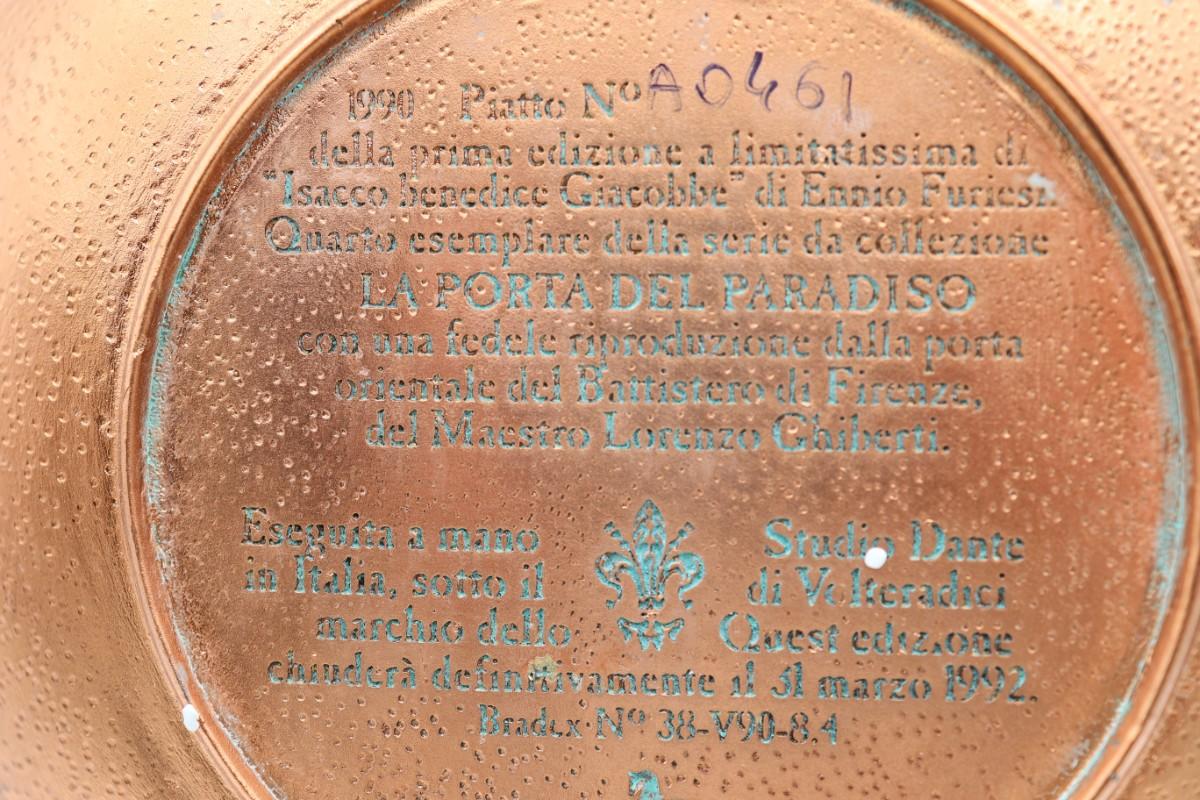 1990 Piatto Nº A0461
della prima edizione a limitatissima di
"Isacco benedice Giacobbe" di Ennio Furiesi.
Quarto esemplare della serie da collezione
LA PORTA DEL PARADISO
con una fedele riproduzione dalla porta
orientale del Battistero di Firenze,
del Maestro Lorenzo Ghiberti.
Eseguita a mano
in Italia, sotto il
marchio dello
Studio Dante
di Volteradici
Quest edizione
chiuderà definitivamente il 31 marzo 1992.
Bradex Nº 38-V90-8.4